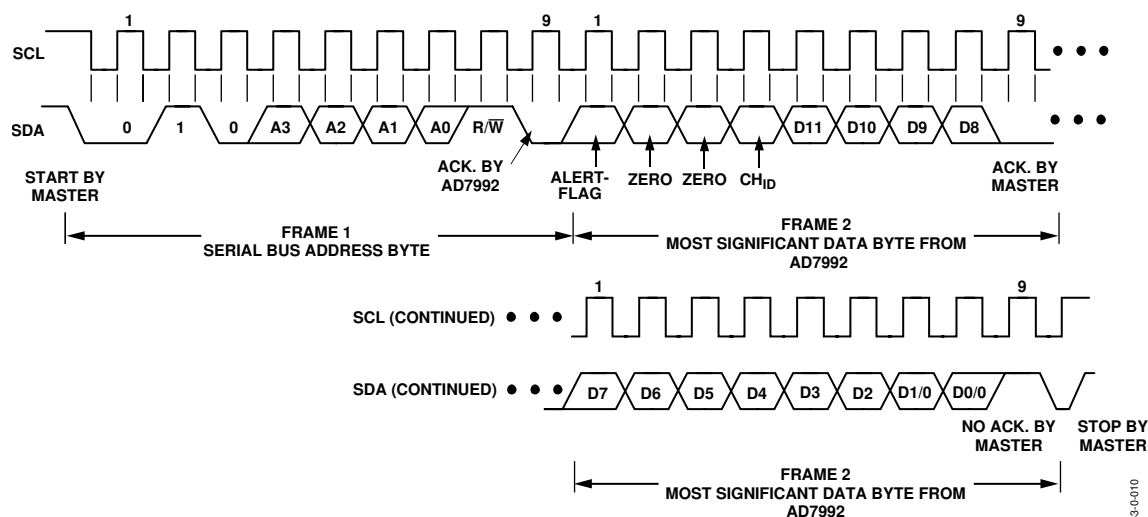 1 9 1 9
SCL
SDA
0 1 0 A3 A2 A1 A0 R/W̅ D11 D10 D9 D8
START BY
MASTER
ACK. BY
AD7992
ALERT-
FLAG
ZERO
ZERO
CH_ID
ACK. BY
MASTER
FRAME 1
SERIAL BUS ADDRESS BYTE
FRAME 2
MOST SIGNIFICANT DATA BYTE FROM
AD7992
1 9
SCL (CONTINUED)
SDA (CONTINUED)
D7 D6 D5 D4 D3 D2 D1/0 D0/0
NO ACK. BY
MASTER
STOP BY
MASTER
FRAME 2
MOST SIGNIFICANT DATA BYTE FROM
AD7992
3-0-010